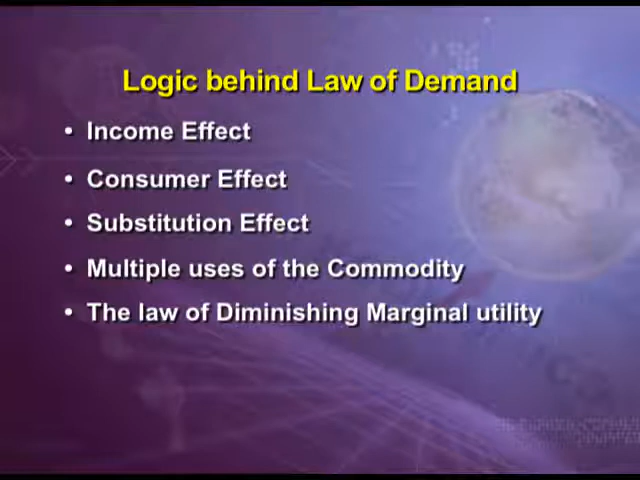 Logic behind Law of Demand
• Income Effect
• Consumer Effect
• Substitution Effect
• Multiple uses of the Commodity
• The law of Diminishing Marginal utility